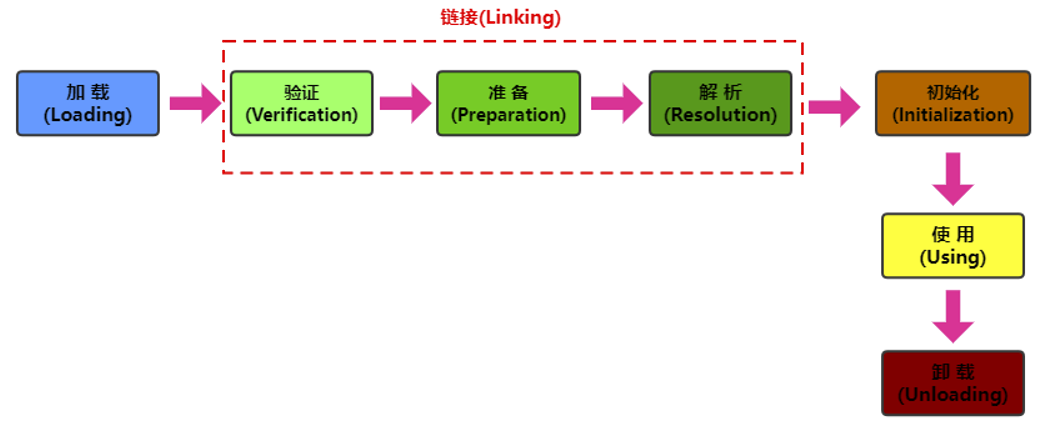 链接(Linking)
加 载
(Loading)
验证
(Verification)
准 备
(Preparation)
解 析
(Resolution)
初始化
(Initialization)
使 用
(Using)
卸 载
(Unloading)